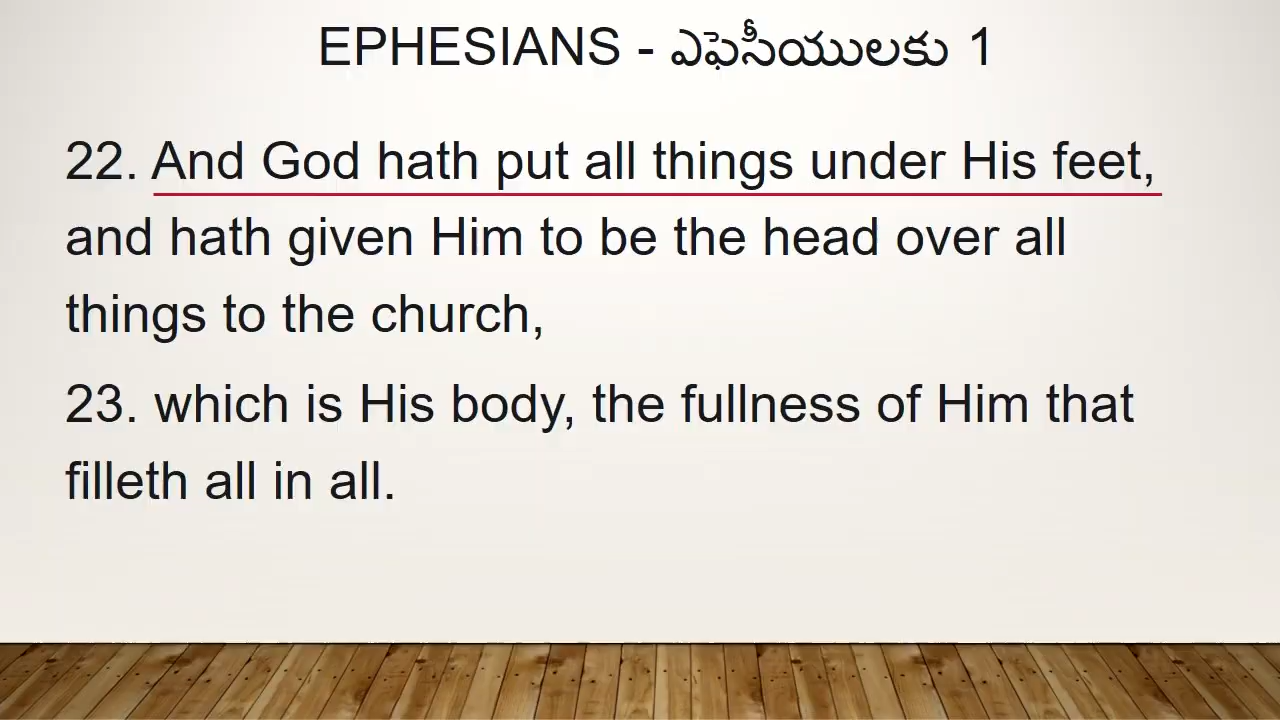 EPHESIANS - ఎఫెసీయులకు 1
22. And God hath put all things under His feet,
and hath given Him to be the head over all
things to the church,
23. which is His body, the fullness of Him that
filleth all in all.